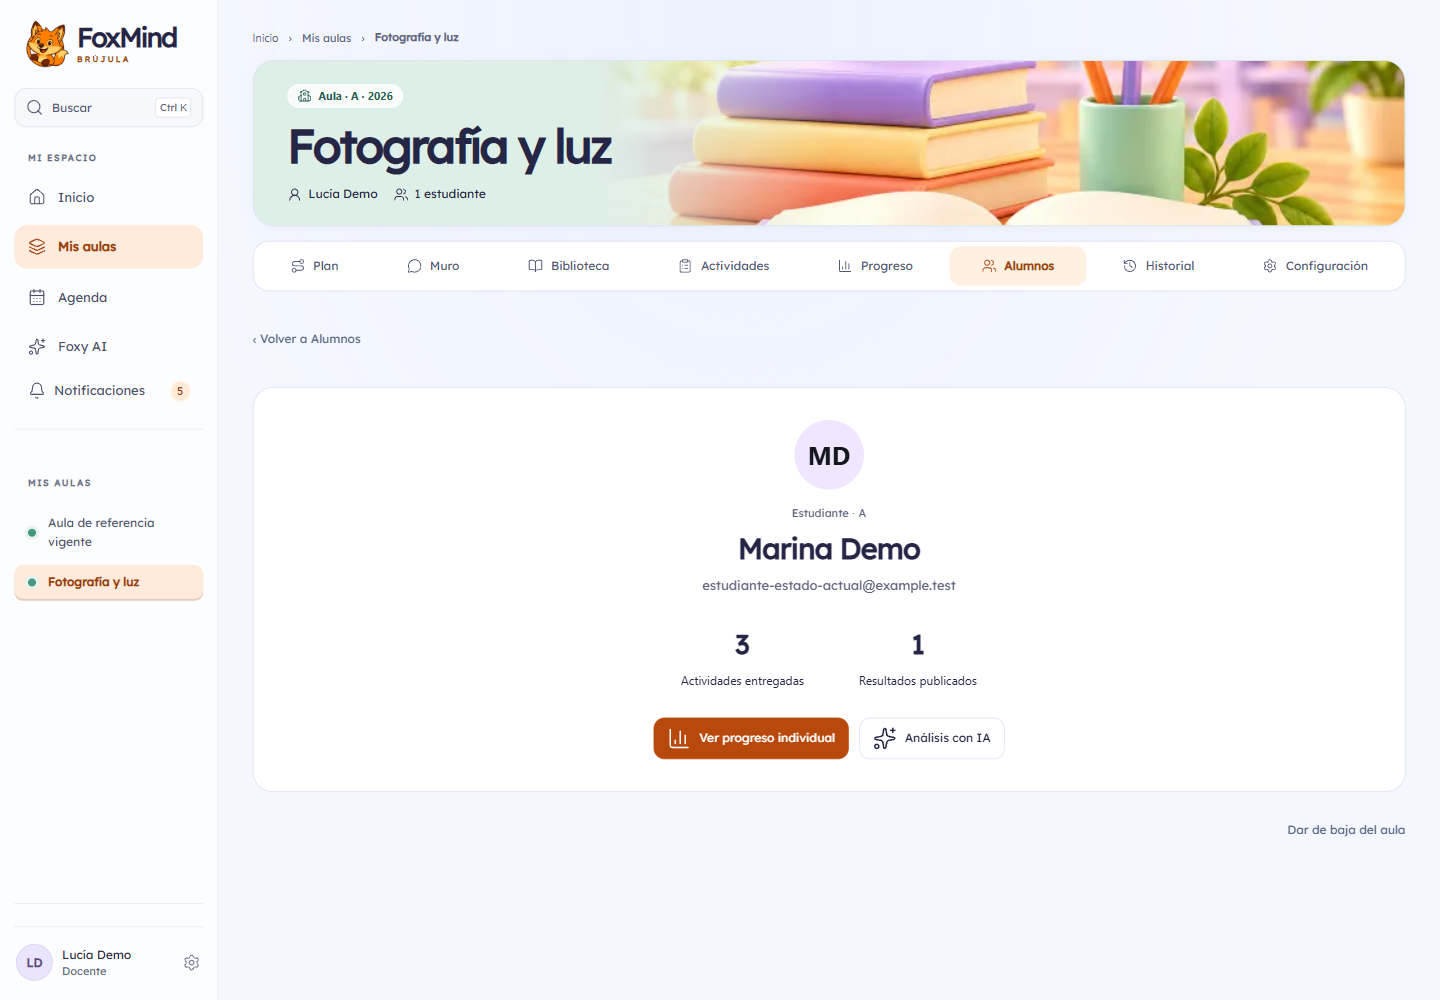 FoxMind
BRÚJULA
Buscar
Ctrl K
MI ESPACIO
Inicio
Mis aulas
Agenda
Foxy AI
Notificaciones
5
MIS AULAS
Aula de referencia
vigente
Fotografía y luz
LD
Lucía Demo
Docente
Inicio › Mis aulas › Fotografía y luz
Aula · A · 2026
Fotografía y luz
Lucía Demo
1 estudiante
Plan
Muro
Biblioteca
Actividades
Progreso
Alumnos
Historial
Configuración
‹ Volver a Alumnos
MD
Estudiante · A
Marina Demo
estudiante-estado-actual@example.test
3
Actividades entregadas
1
Resultados publicados
Ver progreso individual
Análisis con IA
Dar de baja del aula